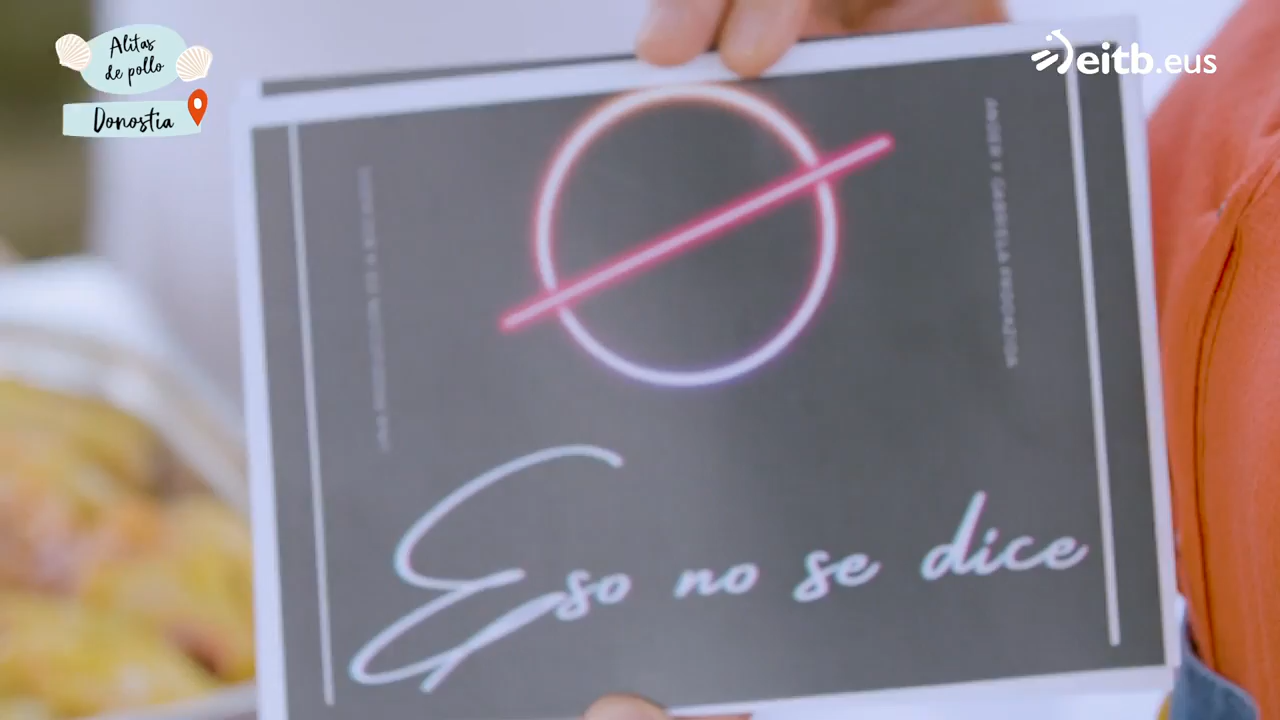 Alitas
de pollo
Donostia
eitb.eus
Eso no se dice